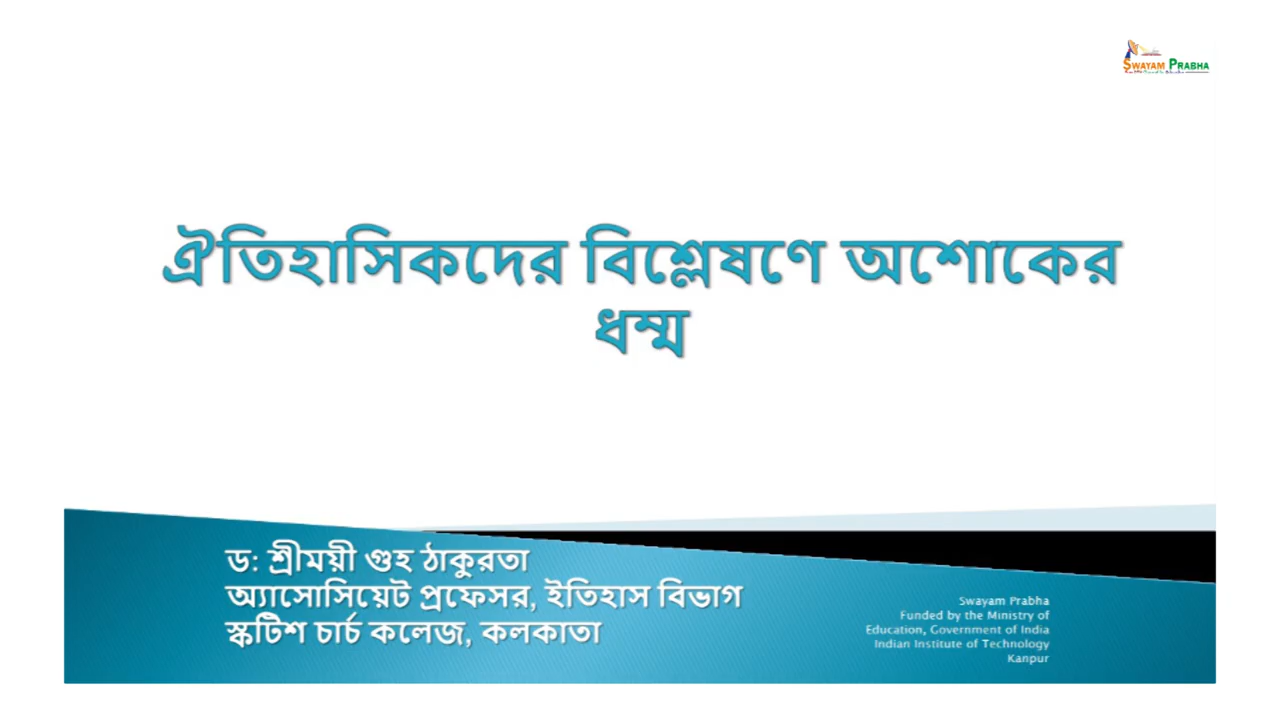 SWAYAM PRABHA
ঐতিহাসিকদের বিশ্লেষণে অশোকের
ধম্ম
ড: শ্রীময়ী গুহ ঠাকুরতা
অ্যাসোসিয়েট প্রফেসর, ইতিহাস বিভাগ
স্কটিশ চার্চ কলেজ, কলকাতা
Swayam Prabha
Funded by the Ministry of
Education, Government of India
Indian Institute of Technology
Kanpur